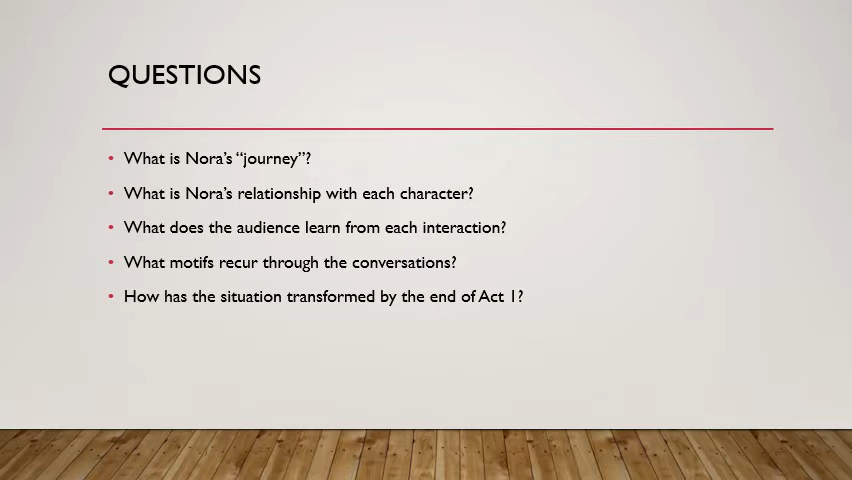 QUESTIONS
• What is Nora's “journey”?
• What is Nora's relationship with each character?
• What does the audience learn from each interaction?
• What motifs recur through the conversations?
• How has the situation transformed by the end of Act 1?